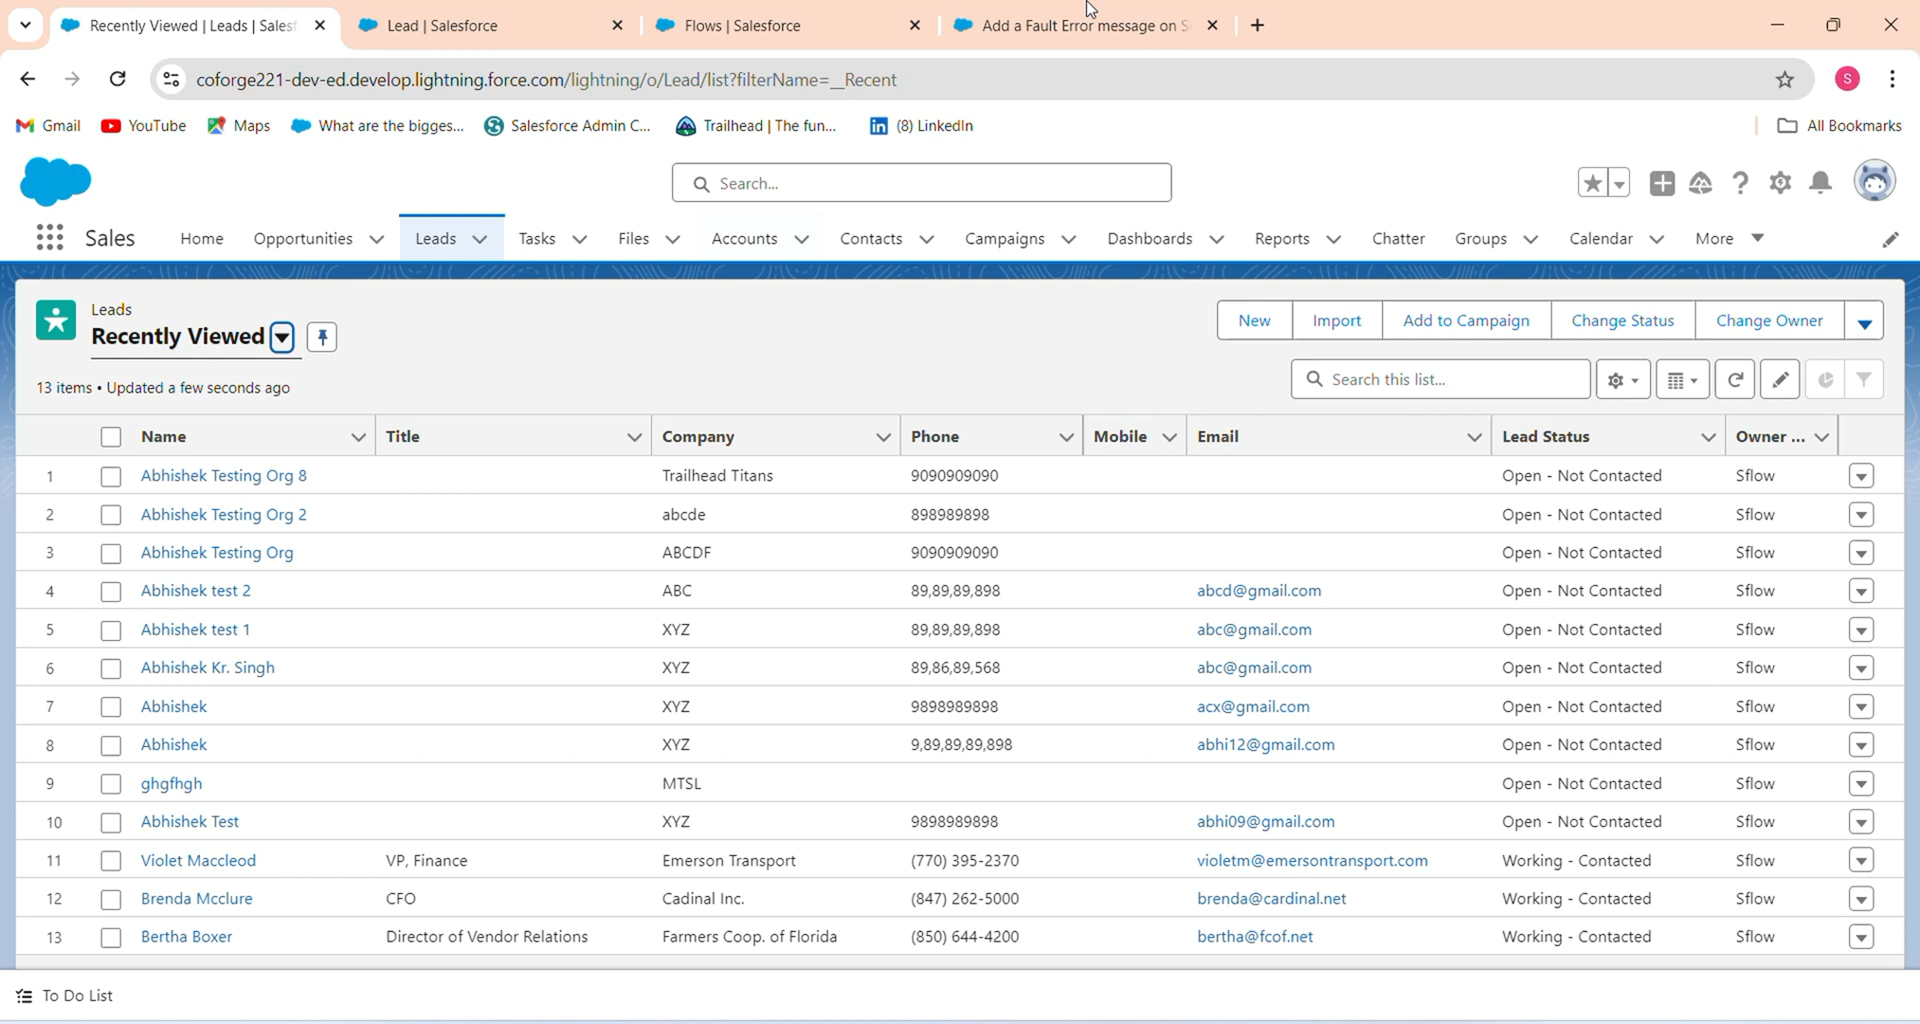 Recently Viewed | Leads | Salesf
Lead | Salesforce
Flows | Salesforce
Add a Fault Error message on S
coforge221-dev-ed.develop.lightning.force.com/lightning/o/Lead/list?filterName=__Recent
S
Gmail YouTube Maps What are the bigges... Salesforce Admin C... Trailhead | The fun... (8) LinkedIn All Bookmarks
Search...
Sales Home Opportunities Leads Tasks Files Accounts Contacts Campaigns Dashboards Reports Chatter Groups Calendar More
Leads
Recently Viewed
New Import Add to Campaign Change Status Change Owner
13 items • Updated a few seconds ago
Search this list...
Name Title Company Phone Mobile Email Lead Status Owner ...
1 Abhishek Testing Org 8 Trailhead Titans 9090909090 Open - Not Contacted Sflow
2 Abhishek Testing Org 2 abcde 898989898 Open - Not Contacted Sflow
3 Abhishek Testing Org ABCDF 9090909090 Open - Not Contacted Sflow
4 Abhishek test 2 ABC 89,89,89,898 abcd@gmail.com Open - Not Contacted Sflow
5 Abhishek test 1 XYZ 89,89,89,898 abc@gmail.com Open - Not Contacted Sflow
6 Abhishek Kr. Singh XYZ 89,86,89,568 abc@gmail.com Open - Not Contacted Sflow
7 Abhishek XYZ 9898989898 acx@gmail.com Open - Not Contacted Sflow
8 Abhishek XYZ 9,89,89,89,898 abhi12@gmail.com Open - Not Contacted Sflow
9 ghgfhgh MTSL Open - Not Contacted Sflow
10 Abhishek Test XYZ 9898989898 abhi09@gmail.com Open - Not Contacted Sflow
11 Violet Maccleod VP, Finance Emerson Transport (770) 395-2370 violetm@emersontransport.com Working - Contacted Sflow
12 Brenda Mcclure CFO Cadinal Inc. (847) 262-5000 brenda@cardinal.net Working - Contacted Sflow
13 Bertha Boxer Director of Vendor Relations Farmers Coop. of Florida (850) 644-4200 bertha@fcof.net Working - Contacted Sflow
To Do List